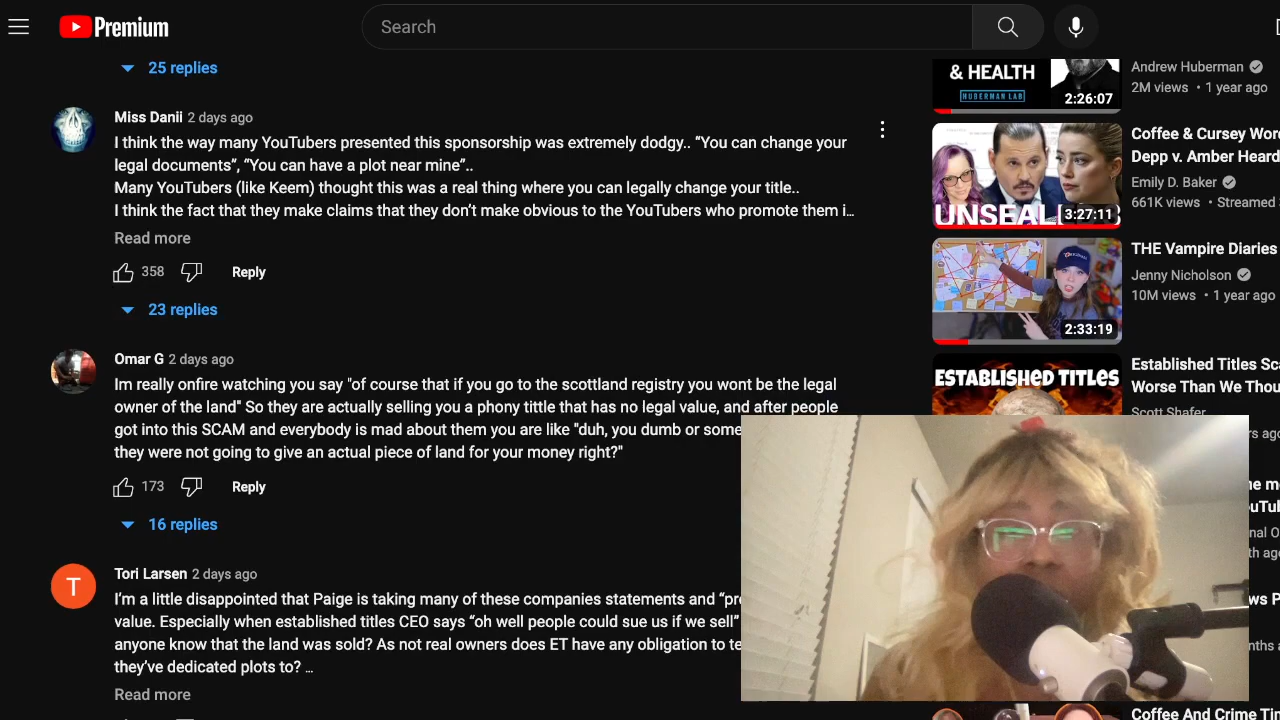 Premium
Search
25 replies
Miss Danii 2 days ago
I think the way many YouTubers presented this sponsorship was extremely dodgy.. “You can change your
legal documents“, “You can have a plot near mine”..
Many YouTubers (like Keem) thought this was a real thing where you can legally change your title..
I think the fact that they make claims that they don’t make obvious to the YouTubers who promote them i…
Read more
358
Reply
23 replies
Omar G 2 days ago
Im really onfire watching you say "of course that if you go to the scottland registry you wont be the legal
owner of the land" So they are actually selling you a phony tittle that has no legal value, and after people
got into this SCAM and everybody is mad about them you are like "duh, you dumb or some
they were not going to give an actual piece of land for your money right?"
173
Reply
16 replies
T
Tori Larsen 2 days ago
I’m a little disappointed that Paige is taking many of these companies statements and “pr
value. Especially when established titles CEO says “oh well people could sue us if we sell”
anyone know that the land was sold? As not real owners does ET have any obligation to te
they’ve dedicated plots to? …
Read more
& HEALTH
HUBERMAN LAB
2:26:07
Andrew Huberman
2M views • 1 year ago
UNSEAL
3:27:11
Coffee & Cursey Wor
Depp v. Amber Heard
Emily D. Baker
661K views • Streamed
2:33:19
THE Vampire Diaries
Jenny Nicholson
10M views • 1 year ago
ESTABLISHED TITLES
Established Titles Sca
Worse Than We Thou
Scott Shafer
Coffee And Crime Tim